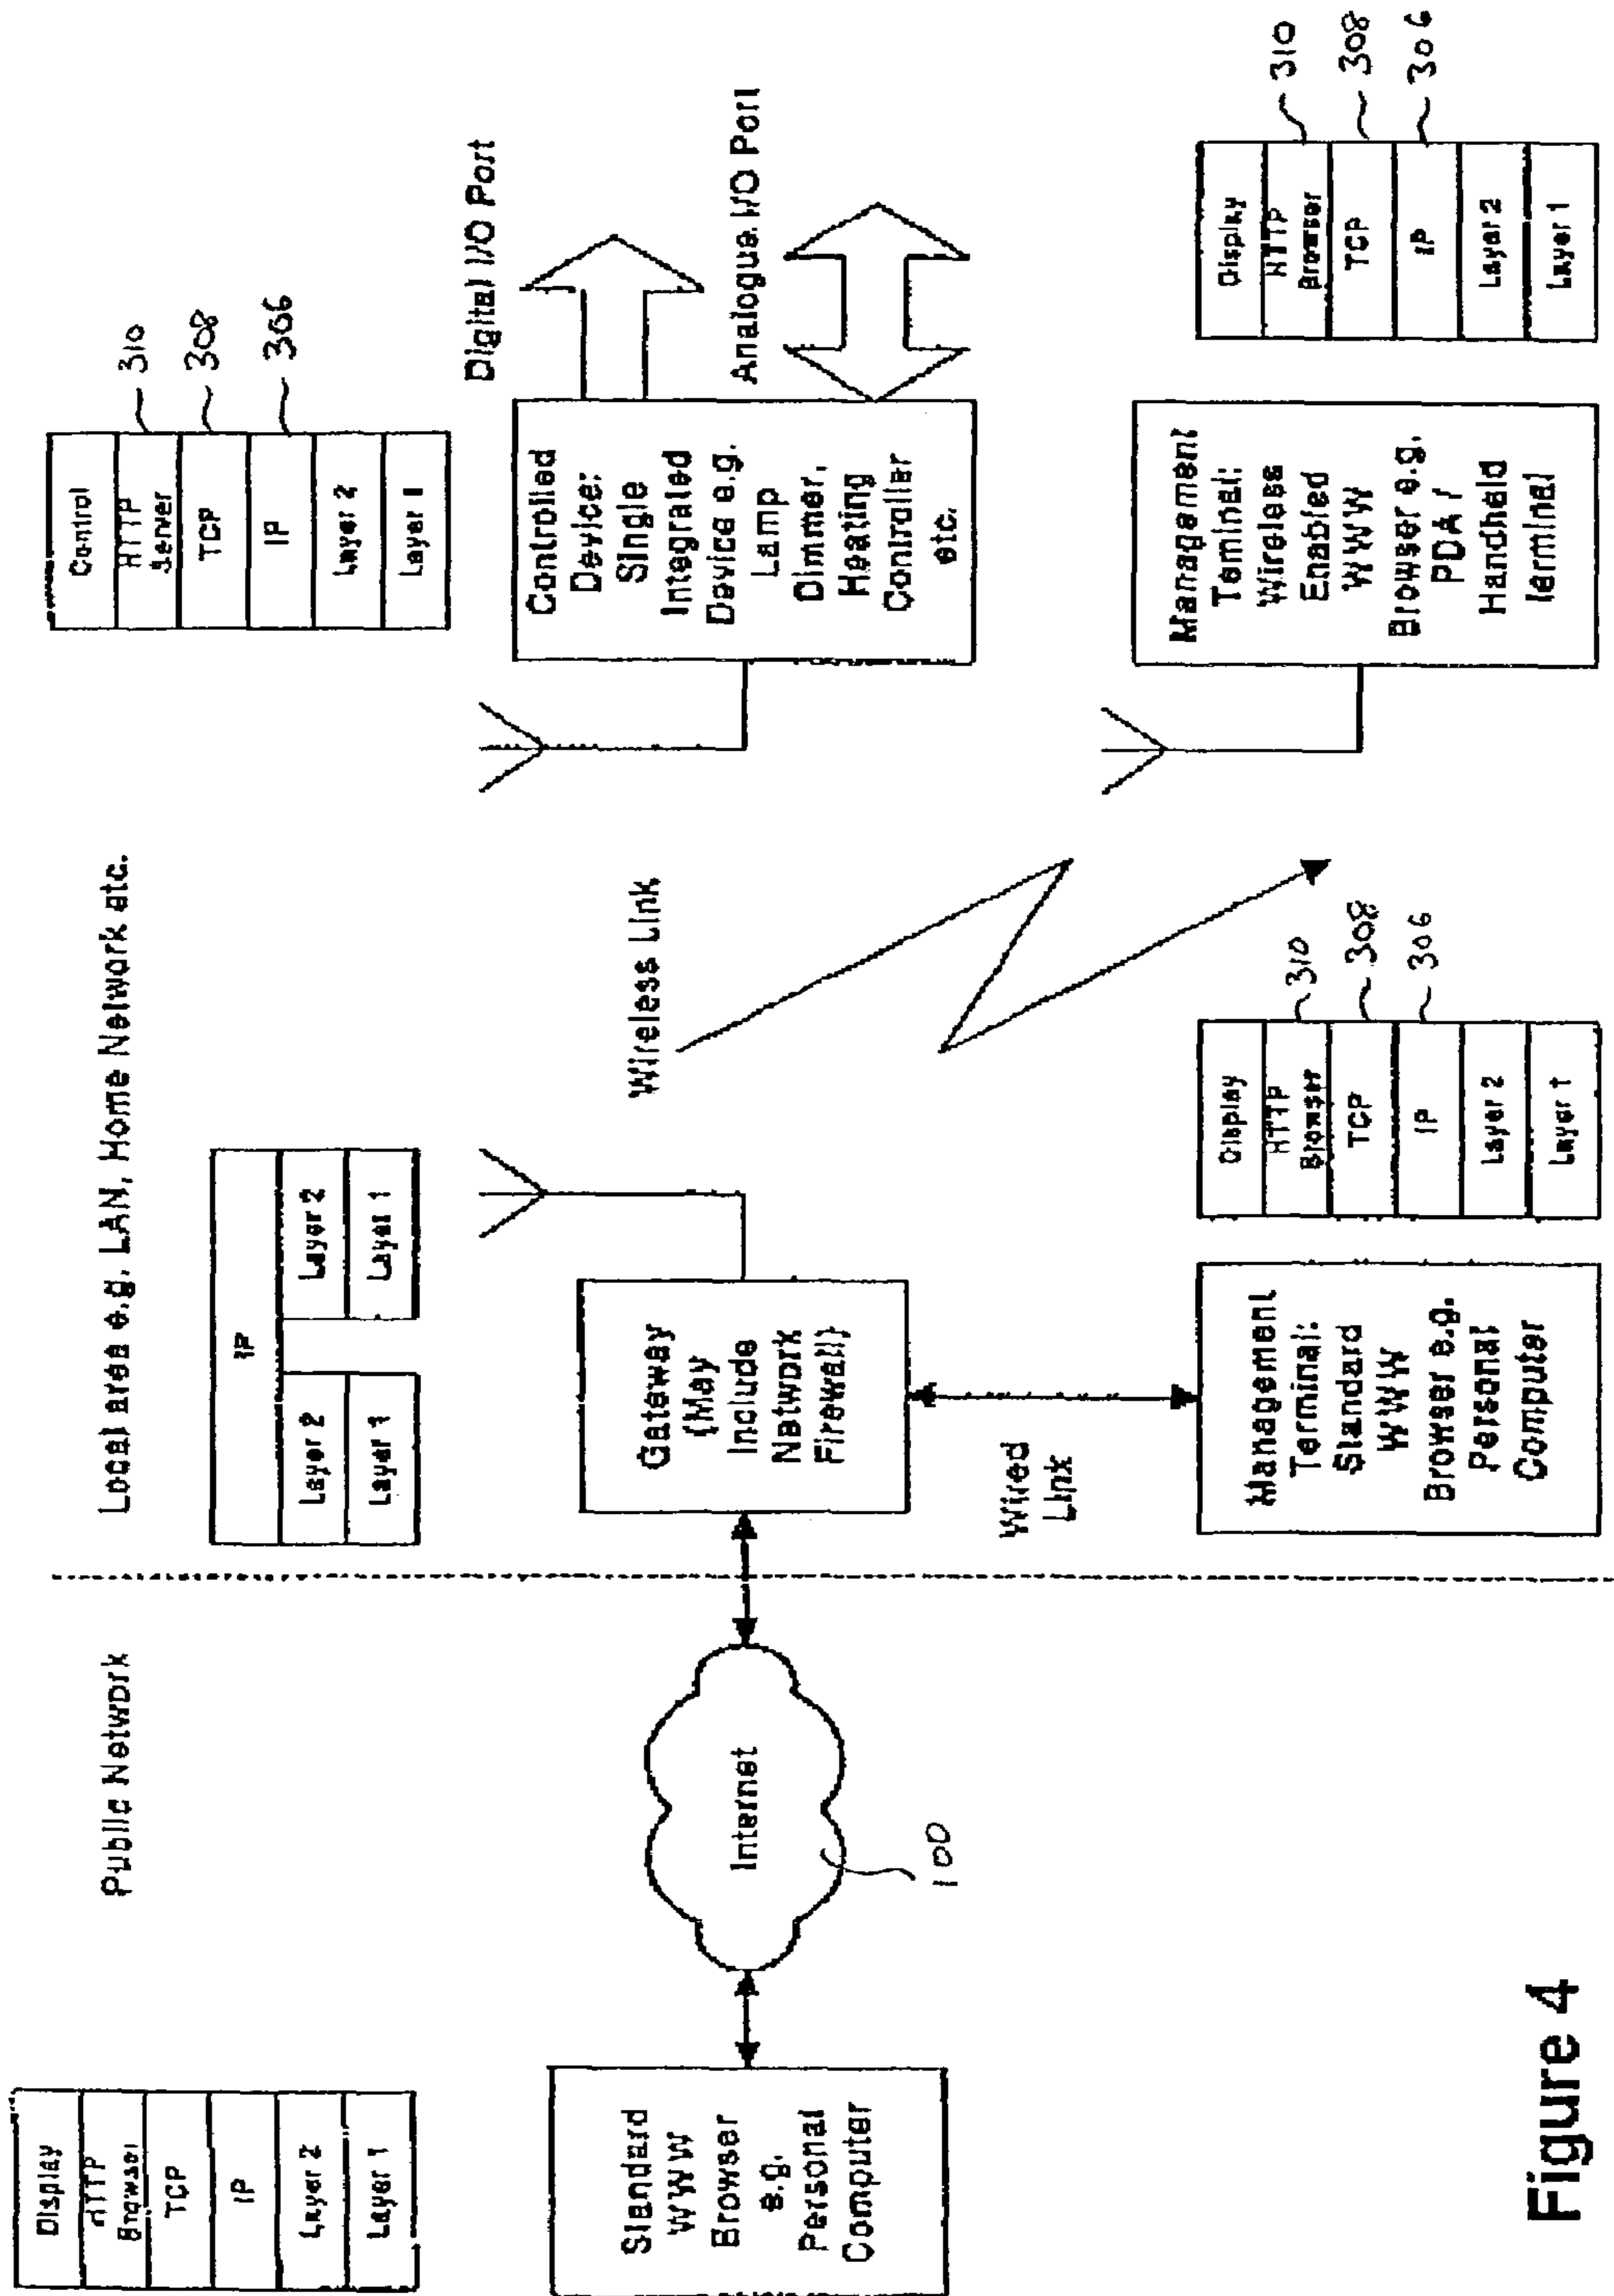 Public Network
Local area e.g. LAN, Home Network etc.
Display
HTTP
Browser
TCP
IP
Layer 2
Layer 1
IP
Layer 2
Layer 2
Layer 1
Layer 1
Control
HTTP
Server
TCP
IP
Layer 2
Layer 1
310
308
306
Standard
WWW
Browser
e.g.
Personal
Computer
Internet
100
Gateway
(May
Include
Network
Firewall)
Wireless Link
Controlled
Device:
Single
Integrated
Device e.g.
Lamp
Dimmer,
Heating
Controller
etc.
Digital I/O Port
Analogue I/O Port
Wired
Link
Management
Terminal:
Standard
WWW
Browser e.g.
Personal
Computer
Display
HTTP
Browser
TCP
IP
Layer 2
Layer 1
310
308
306
Management
Teminal:
Wireless
Enabled
WWW
Browser e.g.
PDA /
Handheld
terminal
Display
HTTP
Browser
TCP
IP
Layer 2
Layer 1
310
308
306
Figure 4